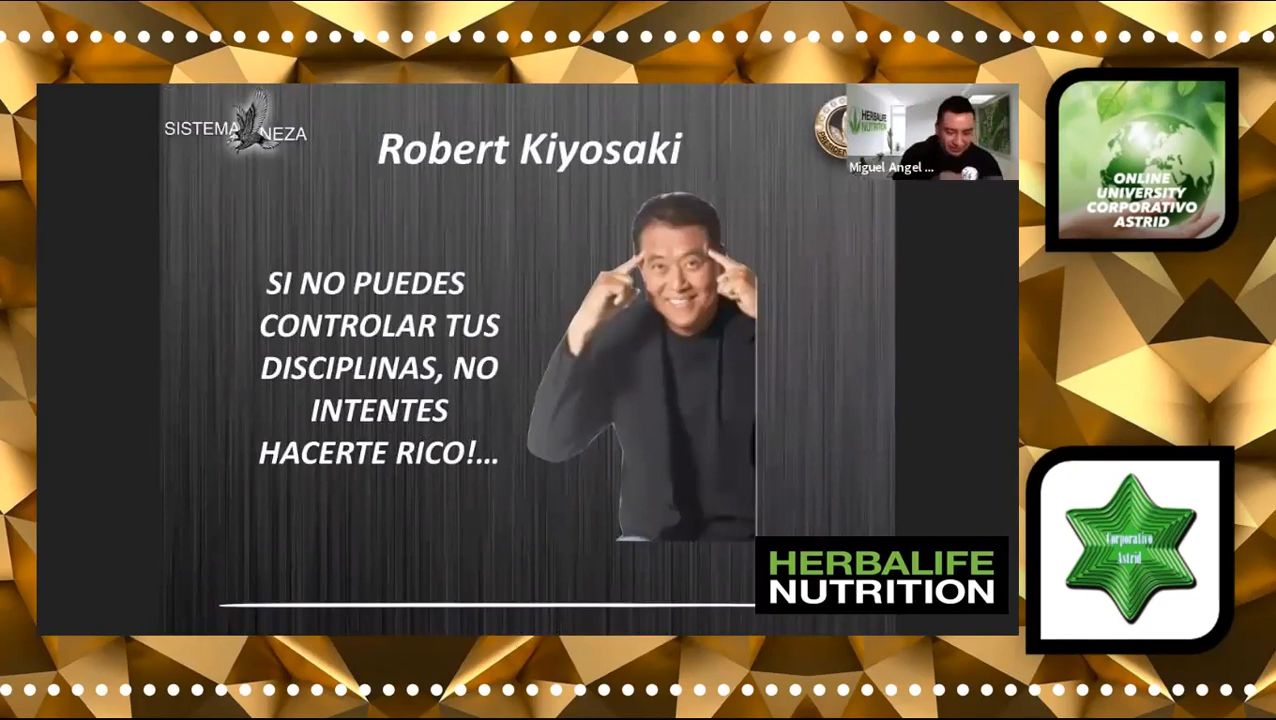 SISTEMA NEZA
Robert Kiyosaki
SI NO PUEDES
CONTROLAR TUS
DISCIPLINAS, NO
INTENTES
HACERTE RICO!...
HERBALIFE
NUTRITION
Miguel Angel ...
HERBALIFE
NUTRITION
ONLINE
UNIVERSITY
CORPORATIVO
ASTRID
Corporativo
Astrid